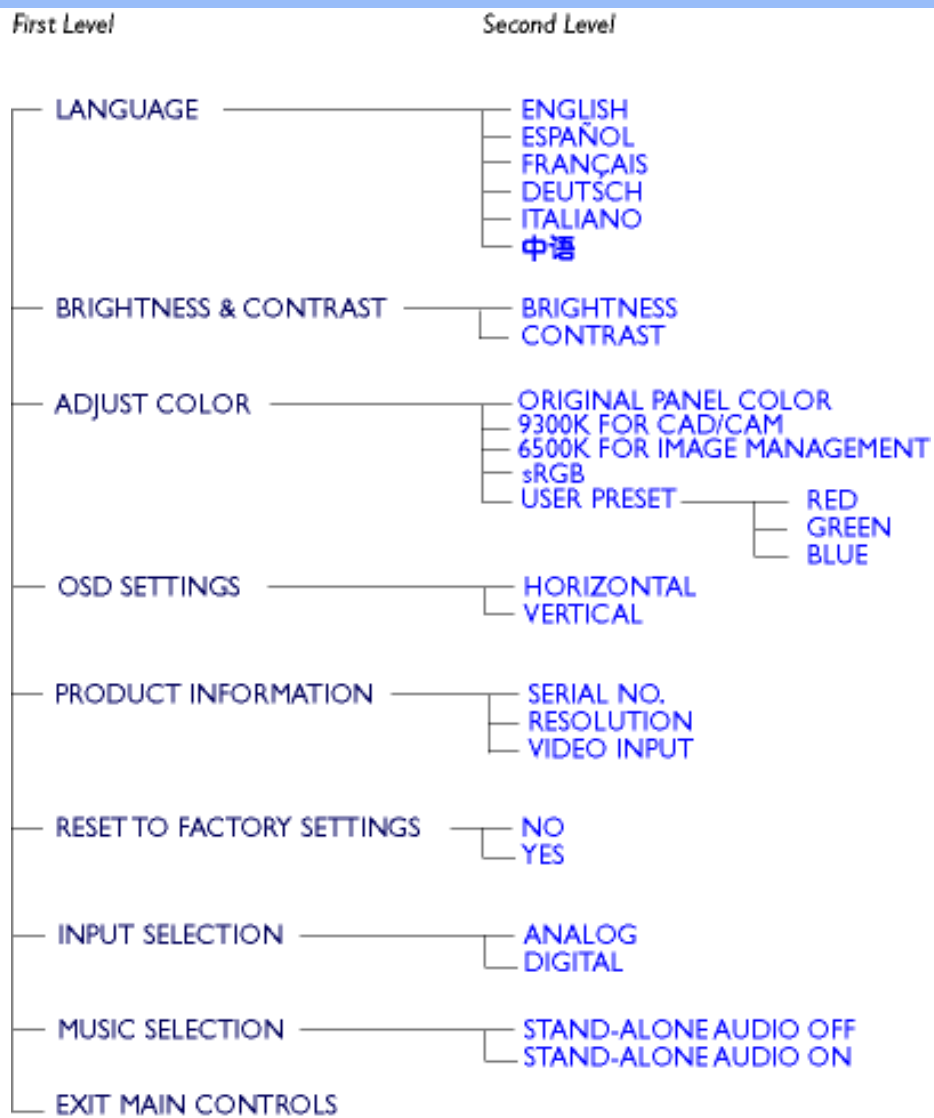 First Level Second Level
LANGUAGE ENGLISH
ESPAÑOL
FRANÇAIS
DEUTSCH
ITALIANO
中语
BRIGHTNESS & CONTRAST BRIGHTNESS
CONTRAST
ADJUST COLOR ORIGINAL PANEL COLOR
9300K FOR CAD/CAM
6500K FOR IMAGE MANAGEMENT
sRGB
USER PRESET RED
GREEN
BLUE
OSD SETTINGS HORIZONTAL
VERTICAL
PRODUCT INFORMATION SERIAL NO.
RESOLUTION
VIDEO INPUT
RESET TO FACTORY SETTINGS NO
YES
INPUT SELECTION ANALOG
DIGITAL
MUSIC SELECTION STAND-ALONE AUDIO OFF
STAND-ALONE AUDIO ON
EXIT MAIN CONTROLS